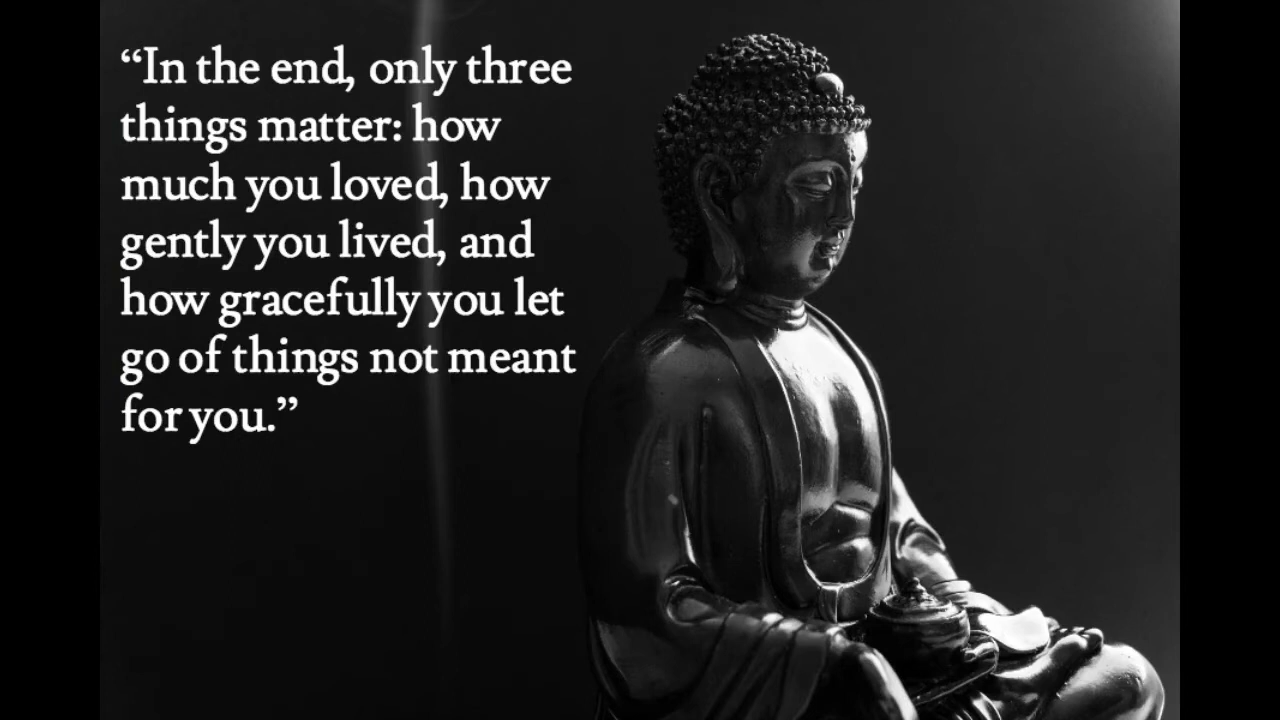 “In the end, only three
things matter: how
much you loved, how
gently you lived, and
how gracefully you let
go of things not meant
for you.”